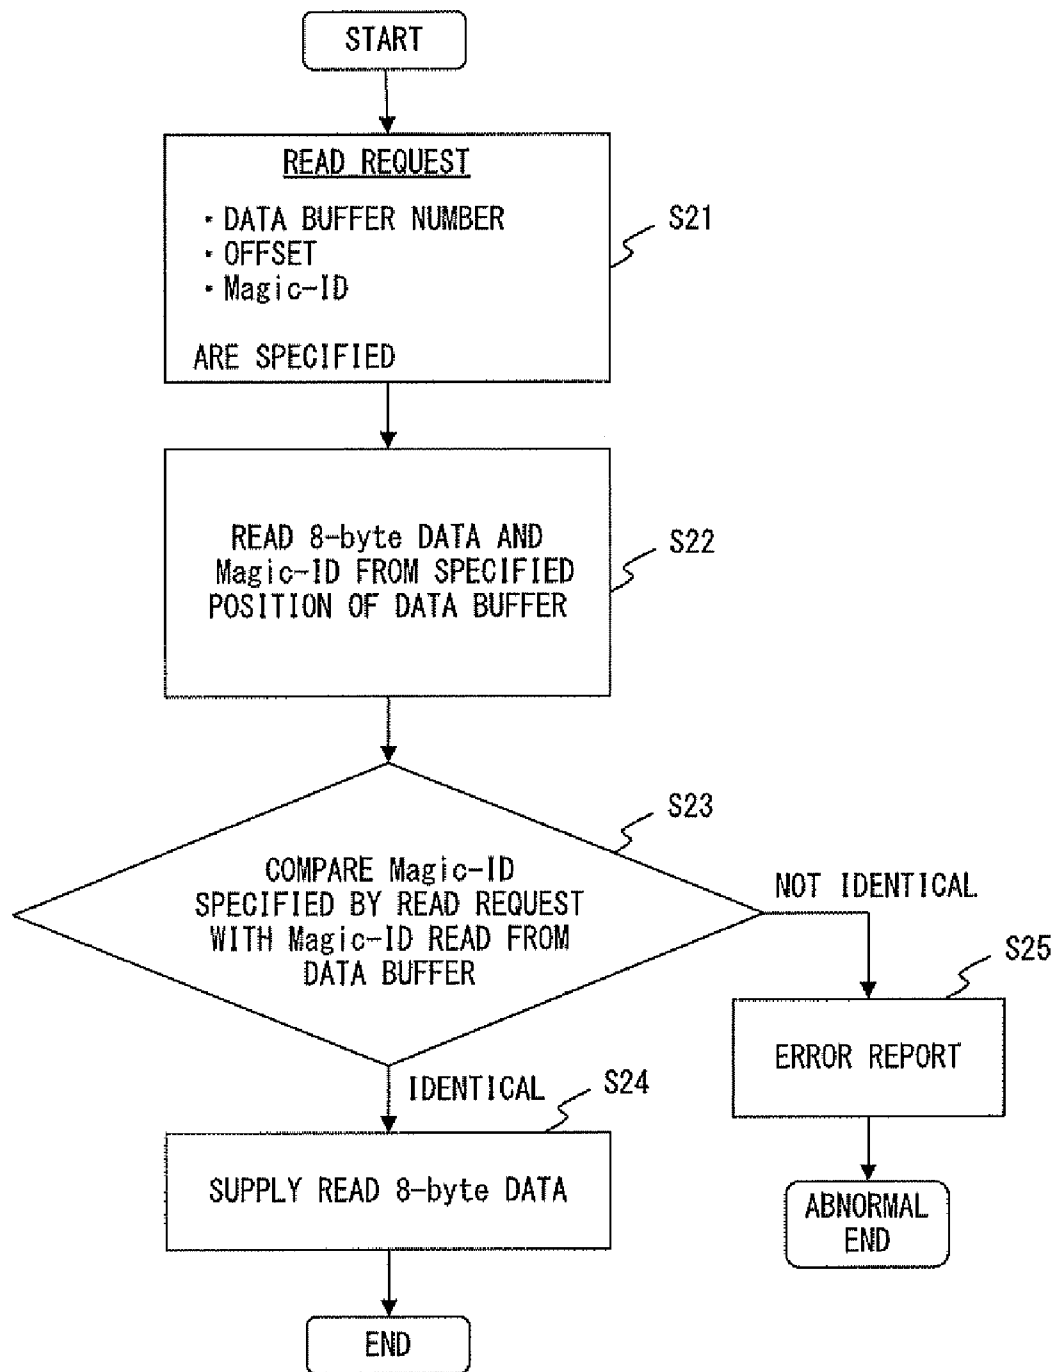 START
READ REQUEST
・DATA BUFFER NUMBER
・OFFSET
・Magic-ID
ARE SPECIFIED
S21
READ 8-byte DATA AND
Magic-ID FROM SPECIFIED
POSITION OF DATA BUFFER
S22
S23
COMPARE Magic-ID
SPECIFIED BY READ REQUEST
WITH Magic-ID READ FROM
DATA BUFFER
NOT IDENTICAL
S25
ERROR REPORT
IDENTICAL
S24
SUPPLY READ 8-byte DATA
ABNORMAL
END
END